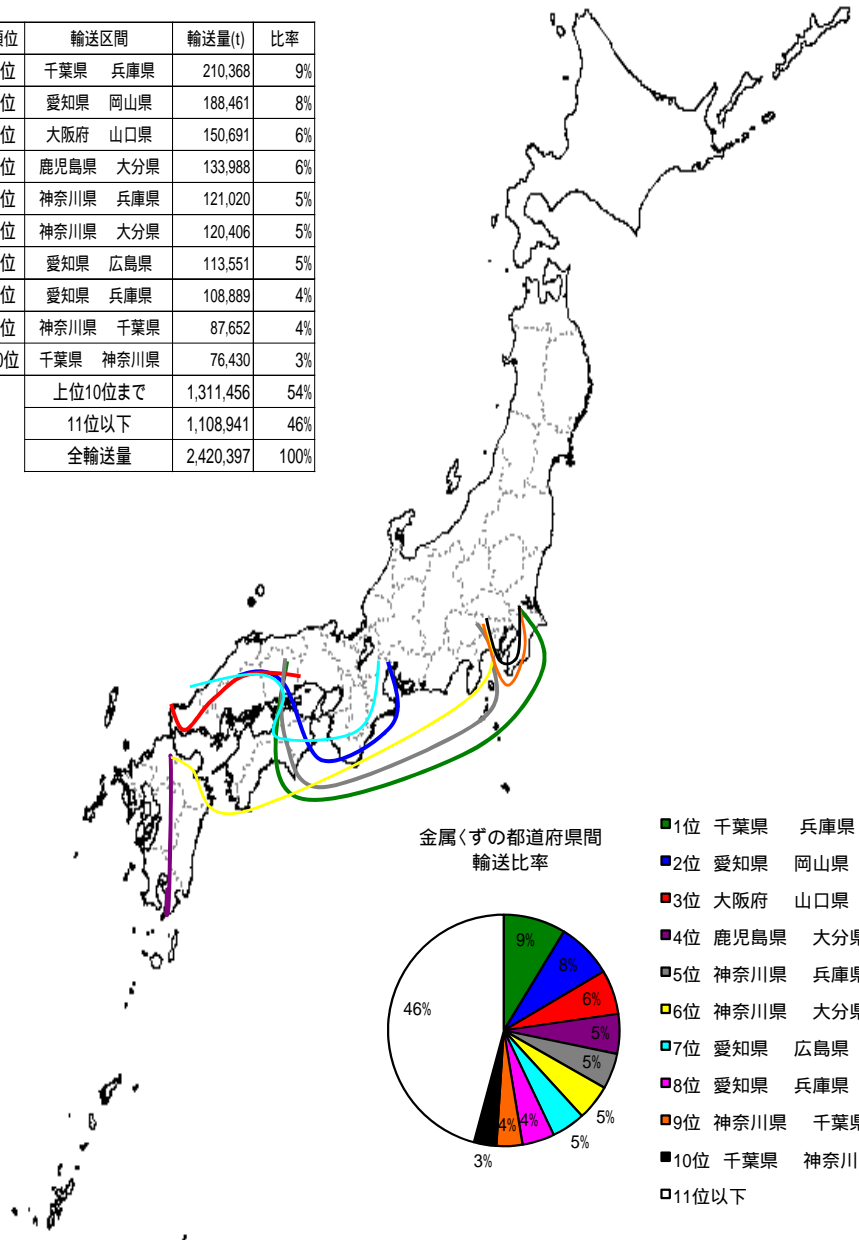 順位 輸送区間 輸送量(t) 比率
位 千葉県 兵庫県 210,368 9%
位 愛知県 岡山県 188,461 8%
位 大阪府 山口県 150,691 6%
位 鹿児島県 大分県 133,988 6%
位 神奈川県 兵庫県 121,020 5%
位 神奈川県 大分県 120,406 5%
位 愛知県 広島県 113,551 5%
位 愛知県 兵庫県 108,889 4%
位 神奈川県 千葉県 87,652 4%
0位 千葉県 神奈川県 76,430 3%
上位10位まで 1,311,456 54%
11位以下 1,108,941 46%
全輸送量 2,420,397 100%
金属くずの都道府県間
輸送比率
9%
8%
6%
5%
5%
5%
5%
4%
4%
3%
46%
1位 千葉県 兵庫県
2位 愛知県 岡山県
3位 大阪府 山口県
4位 鹿児島県 大分県
5位 神奈川県 兵庫県
6位 神奈川県 大分県
7位 愛知県 広島県
8位 愛知県 兵庫県
9位 神奈川県 千葉県
10位 千葉県 神奈川
11位以下